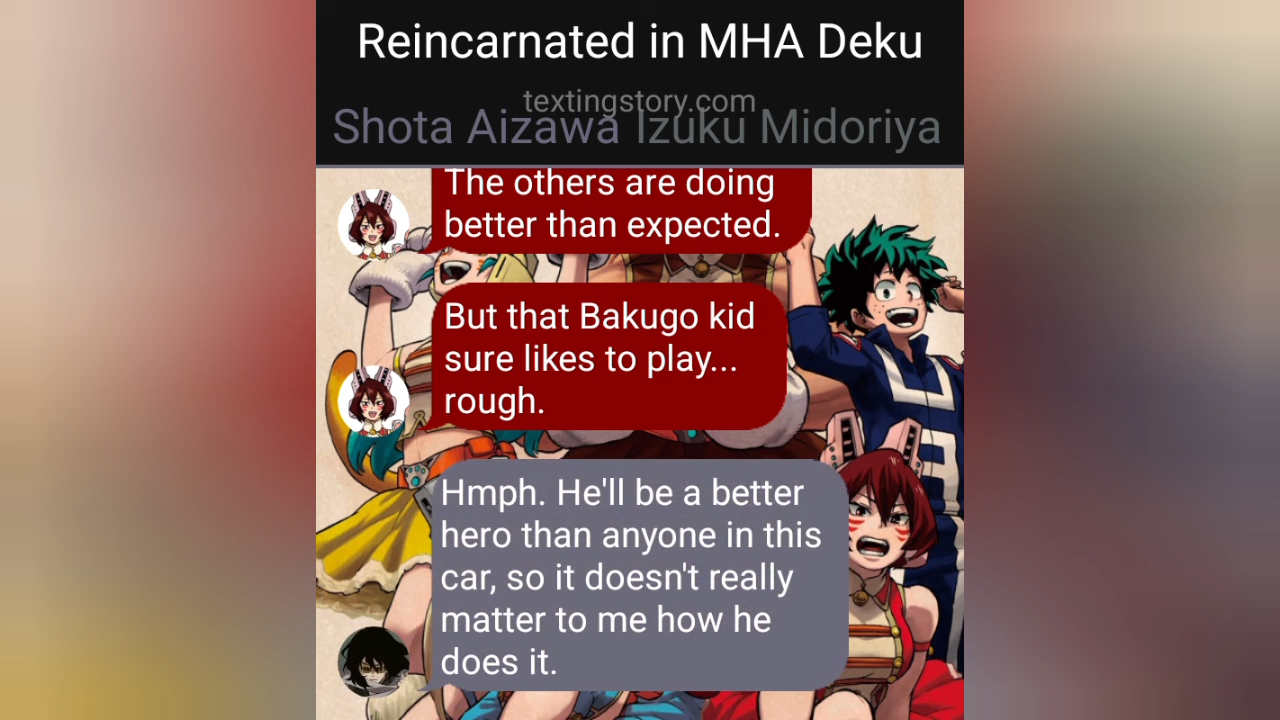 Reincarnated in MHA Deku
textingstory.com
Shota Aizawa Izuku Midoriya
The others are doing
better than expected.
But that Bakugo kid
sure likes to play...
rough.
Hmph. He'll be a better
hero than anyone in this
car, so it doesn't really
matter to me how he
does it.